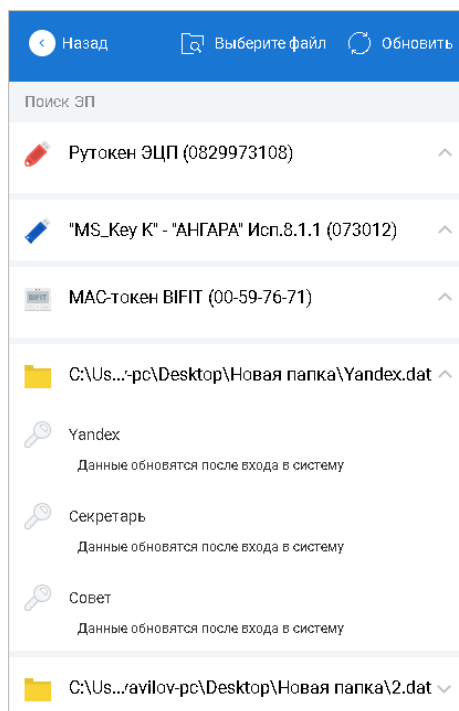 Назад Выберите файл Обновить
Поиск ЭП
Рутокен ЭЦП (0829973108)
"MS_Key K" - "АНГАРА" Исп.8.1.1 (073012)
BIFIT МАС-токен BIFIT (00-59-76-71)
C:\Us...r-pc\Desktop\Новая папка\Yandex.dat
Yandex
Данные обновятся после входа в систему
Секретарь
Данные обновятся после входа в систему
Совет
Данные обновятся после входа в систему
C:\Us...avilov-pc\Desktop\Новая папка\2.dat